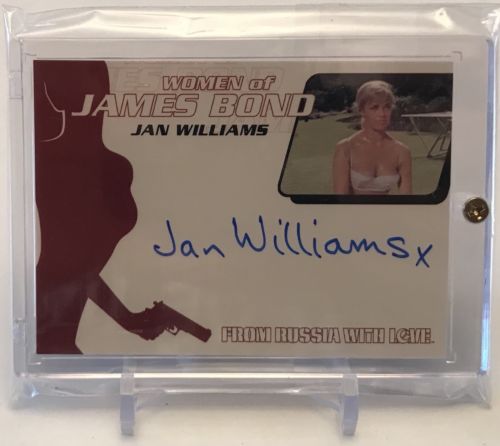 WOMEN of
JAMES BOND
JAN WILLIAMS
Jan Williams x
FROM RUSSIA WITH LOVE